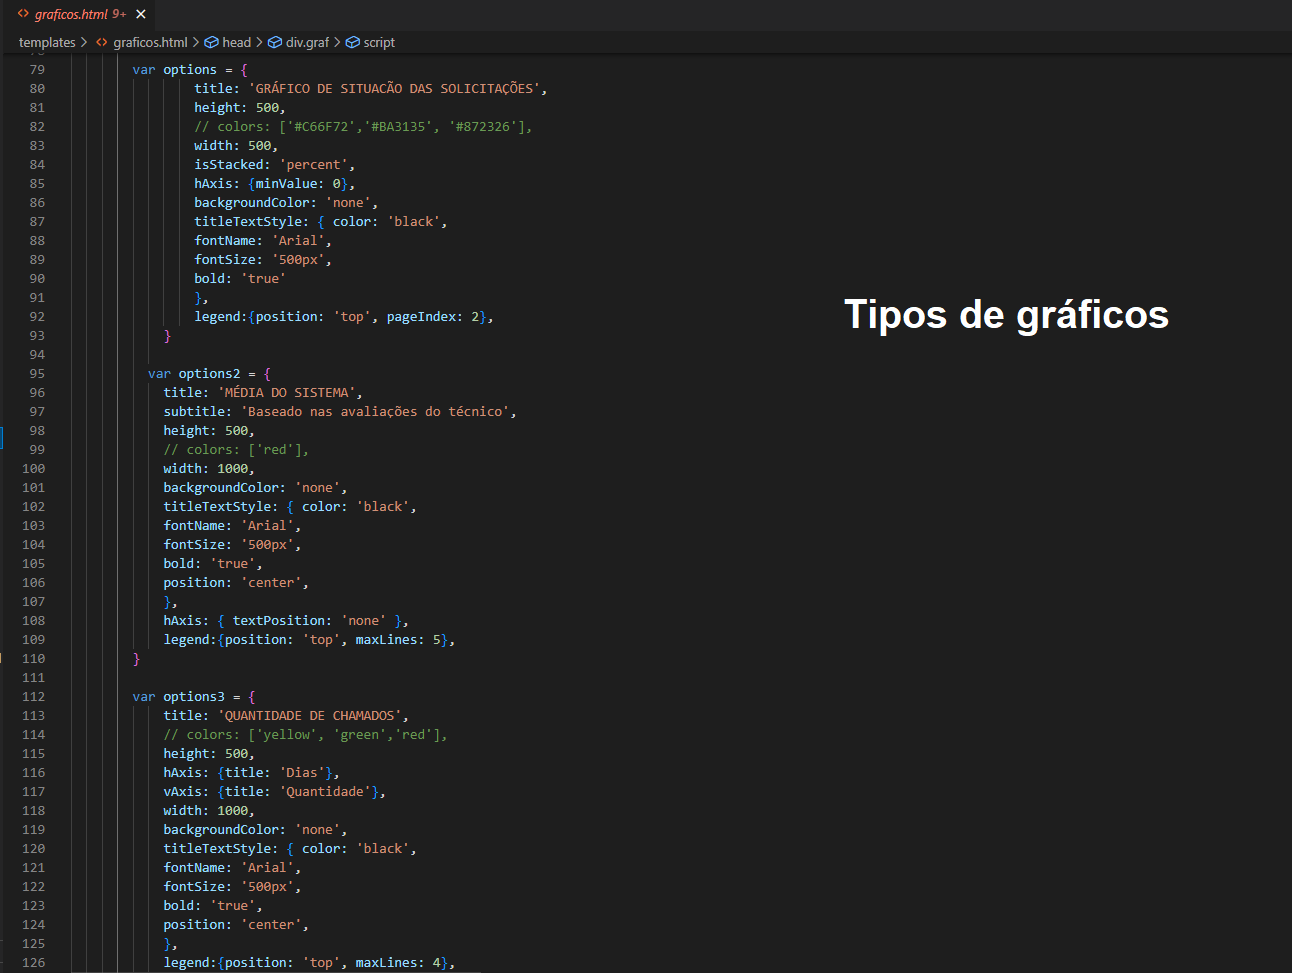 graficos.html 9+
templates > graficos.html > head > div.graf > script
79 var options = {
80 title: 'GRÁFICO DE SITUACÃO DAS SOLICITAÇÕES',
81 height: 500,
82 // colors: ['#C66F72','#BA3135', '#872326'],
83 width: 500,
84 isStacked: 'percent',
85 hAxis: {minValue: 0},
86 backgroundColor: 'none',
87 titleTextStyle: { color: 'black',
88 fontName: 'Arial',
89 fontSize: '500px',
90 bold: 'true'
91 },
92 legend:{position: 'top', pageIndex: 2},
93 }
94
95 var options2 = {
96 title: 'MÉDIA DO SISTEMA',
97 subtitle: 'Baseado nas avaliações do técnico',
98 height: 500,
99 // colors: ['red'],
100 width: 1000,
101 backgroundColor: 'none',
102 titleTextStyle: { color: 'black',
103 fontName: 'Arial',
104 fontSize: '500px',
105 bold: 'true',
106 position: 'center',
107 },
108 hAxis: { textPosition: 'none' },
109 legend:{position: 'top', maxLines: 5},
110 }
111
112 var options3 = {
113 title: 'QUANTIDADE DE CHAMADOS',
114 // colors: ['yellow', 'green','red'],
115 height: 500,
116 hAxis: {title: 'Dias'},
117 vAxis: {title: 'Quantidade'},
118 width: 1000,
119 backgroundColor: 'none',
120 titleTextStyle: { color: 'black',
121 fontName: 'Arial',
122 fontSize: '500px',
123 bold: 'true',
124 position: 'center',
125 },
126 legend:{position: 'top', maxLines: 4},
Tipos de gráficos